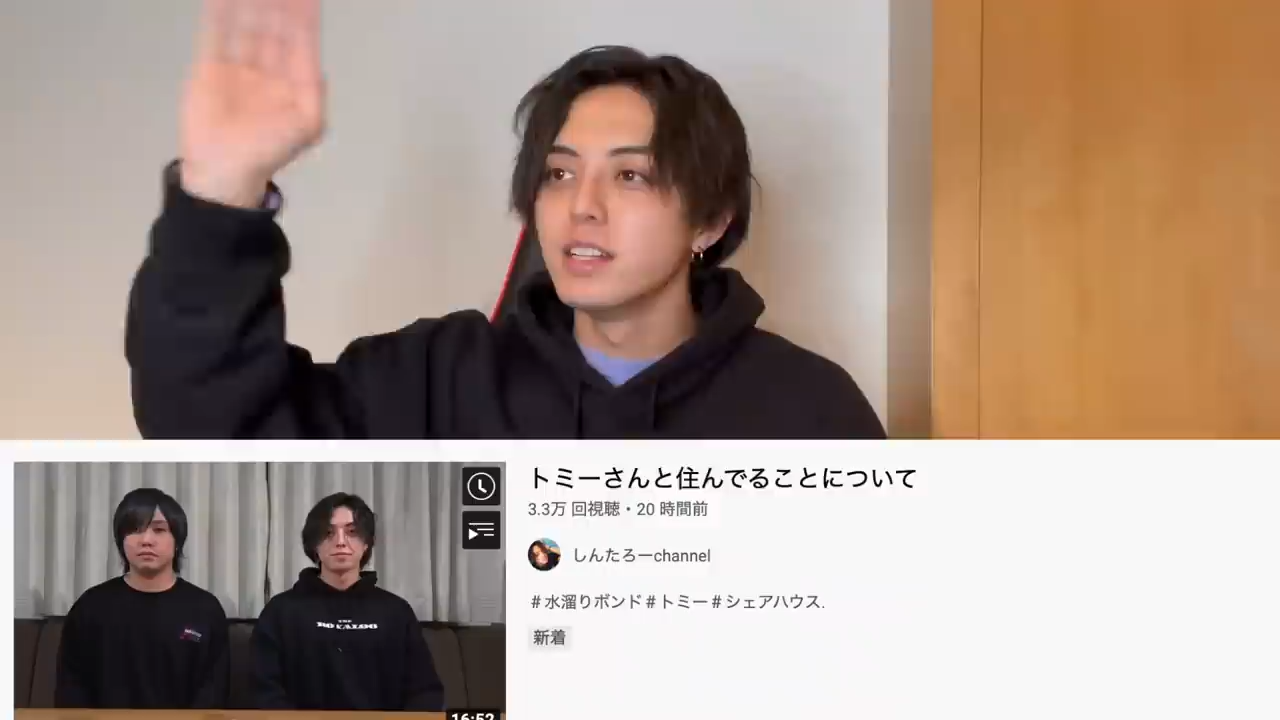 トミーさんと住んでることについて
3.3万 回視聴・20 時間前
しんたろーchannel
＃水溜りボンド＃トミー＃シェアハウス.
新着
16:52